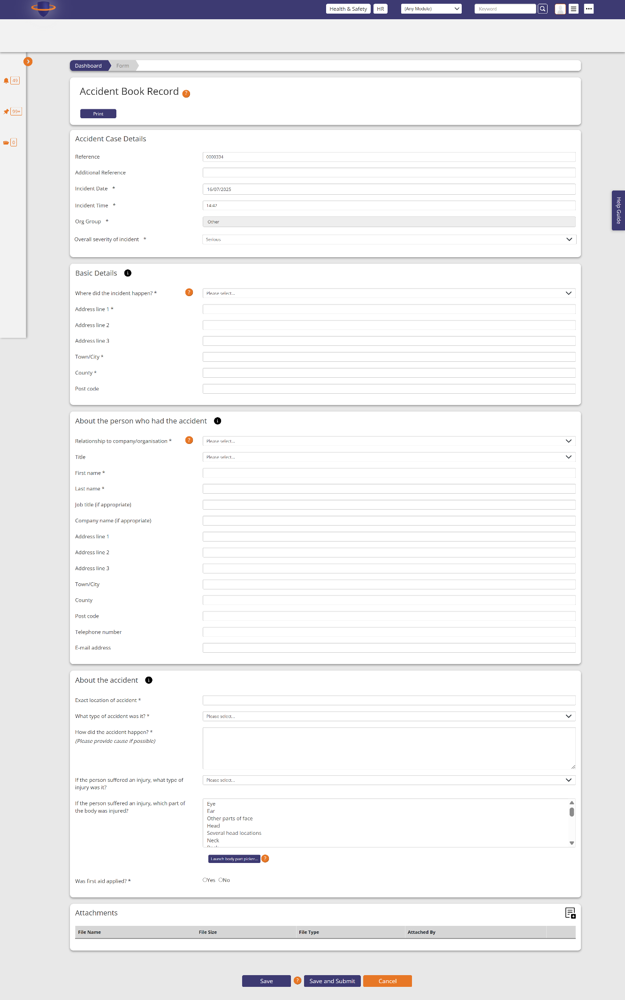 Health & Safety
HR
(Any Module)
Keyword
Dashboard
Form
49
99+
0
Accident Book Record ?
Print
Help Guide
Accident Case Details
Reference
0000334
Additional Reference
Incident Date *
16/07/2025
Incident Time *
14:42
Org Group *
Other
Overall severity of incident *
Serious
Basic Details i
Where did the incident happen? * ?
Please select...
Address line 1 *
Address line 2
Address line 3
Town/City *
County *
Post code
About the person who had the accident i
Relationship to company/organisation * ?
Please select...
Title
Please select...
First name *
Last name *
Job title (if appropriate)
Company name (if appropriate)
Address line 1
Address line 2
Address line 3
Town/City
County
Post code
Telephone number
E-mail address
About the accident i
Exact location of accident *
What type of accident was it? *
Please select...
How did the accident happen? *
(Please provide cause if possible)
If the person suffered an injury, what type of
injury was it?
Please select...
If the person suffered an injury, which part of
the body was injured?
Eye
Ear
Other parts of face
Head
Several head locations
Neck
Launch body part picker... ?
Was first aid applied? *
Yes No
Attachments
File Name File Size File Type Attached By
Save ? Save and Submit Cancel